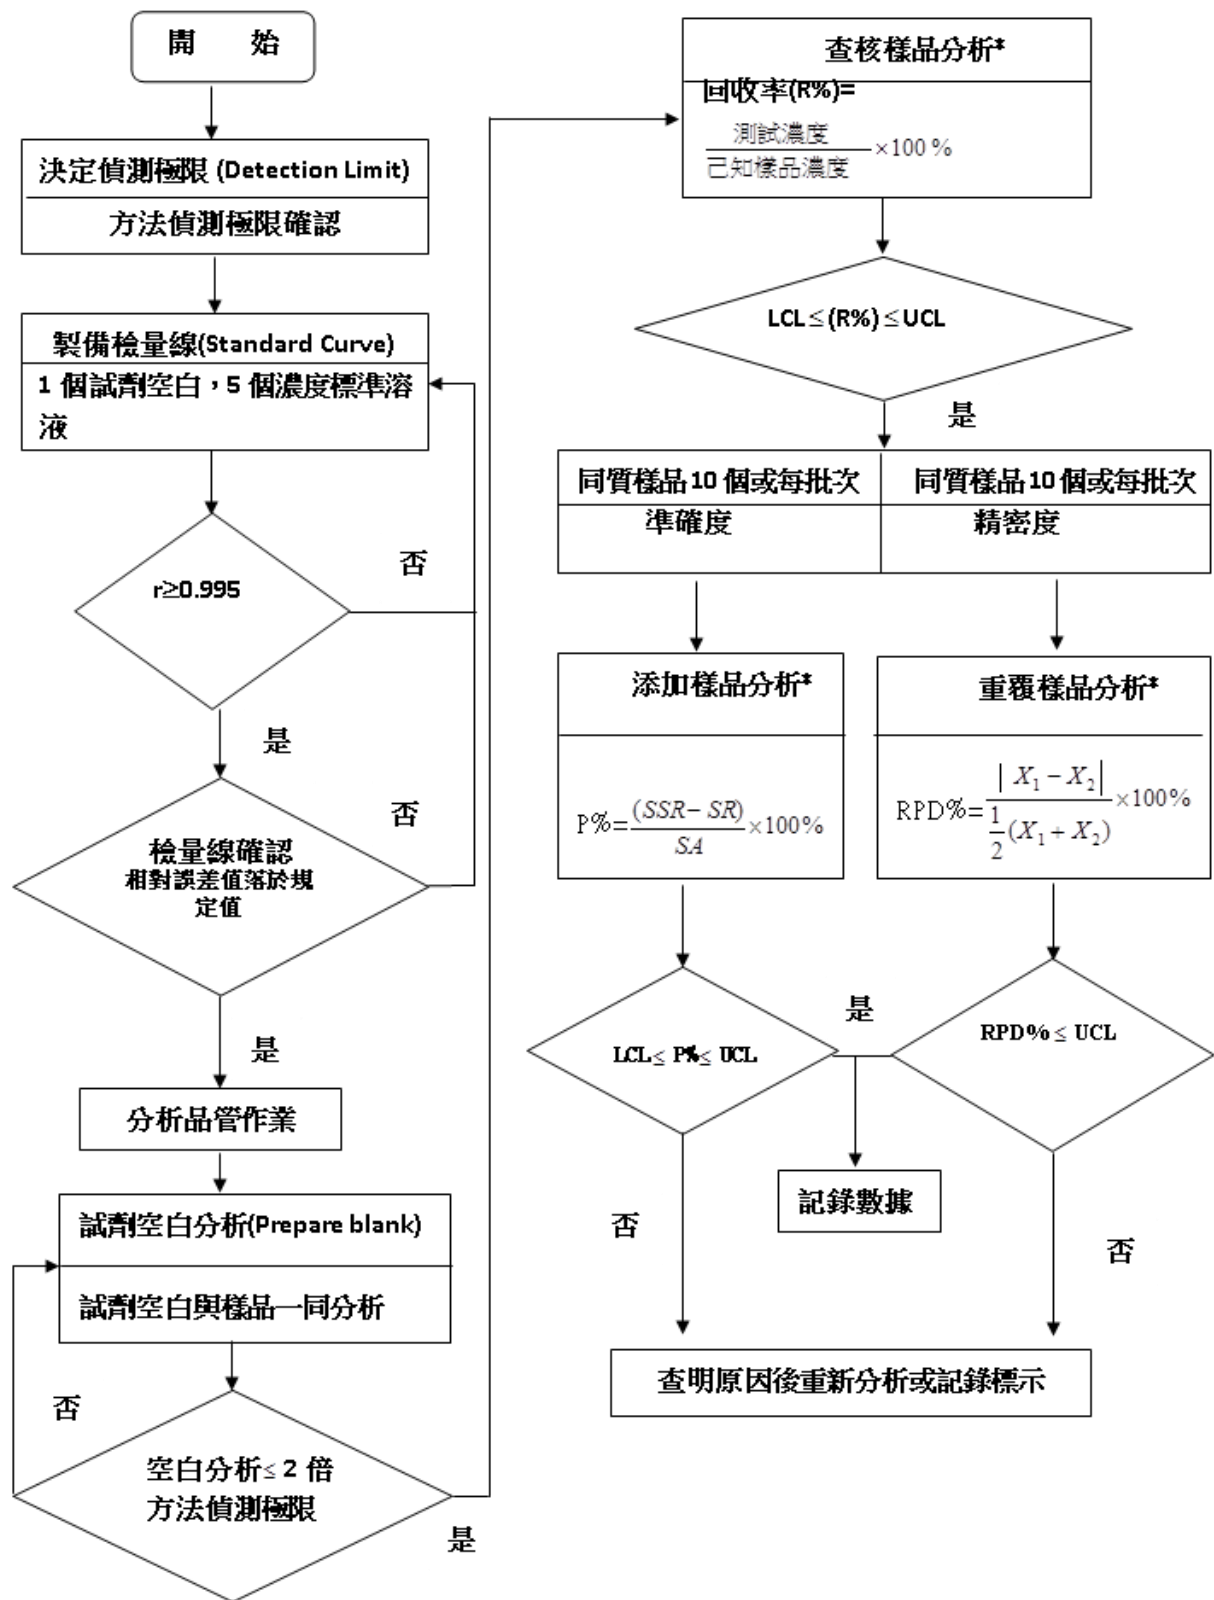 開 始
決定偵測極限 (Detection Limit)
方法偵測極限確認
製備檢量線(Standard Curve)
1 個試劑空白，5 個濃度標準溶
液
r≥0.995
否
是
檢量線確認
相對誤差值落於規
定值
否
是
分析品管作業
試劑空白分析(Prepare blank)
試劑空白與樣品一同分析
空白分析≤ 2 倍
方法偵測極限
否
是
查核樣品分析*
回收率(R%)=
測試濃度
已知樣品濃度
×100 %
LCL ≤ (R%) ≤ UCL
是
同質樣品 10 個或每批次
準確度
同質樣品 10 個或每批次
精密度
添加樣品分析*
P%=(SSR− SR)/SA ×100%
重覆樣品分析*
RPD%=| X₁ − X₂|/½(X₁ + X₂) ×100%
LCL ≤ P% ≤ UCL
是
RPD% ≤ UCL
記錄數據
否
否
查明原因後重新分析或記錄標示